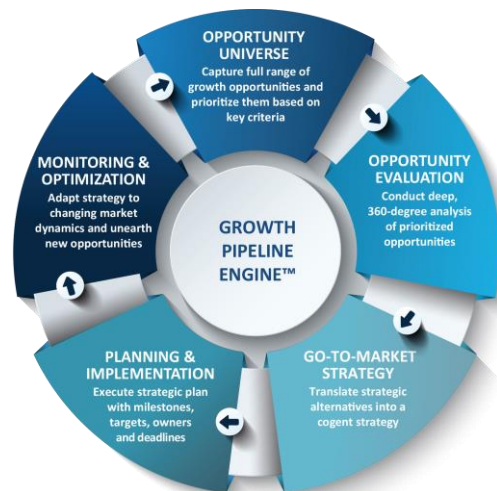 OPPORTUNITY
UNIVERSE
Capture full range of
growth opportunities and
prioritize them based on
key criteria
OPPORTUNITY
EVALUATION
Conduct deep,
360-degree analysis
of prioritized
opportunities
GO-TO-MARKET
STRATEGY
Translate strategic
alternatives into a
cogent strategy
PLANNING &
IMPLEMENTATION
Execute strategic plan
with milestones,
targets, owners
and deadlines
MONITORING &
OPTIMIZATION
Adapt strategy to
changing market
dynamics and unearth
new opportunities
GROWTH
PIPELINE
ENGINE™